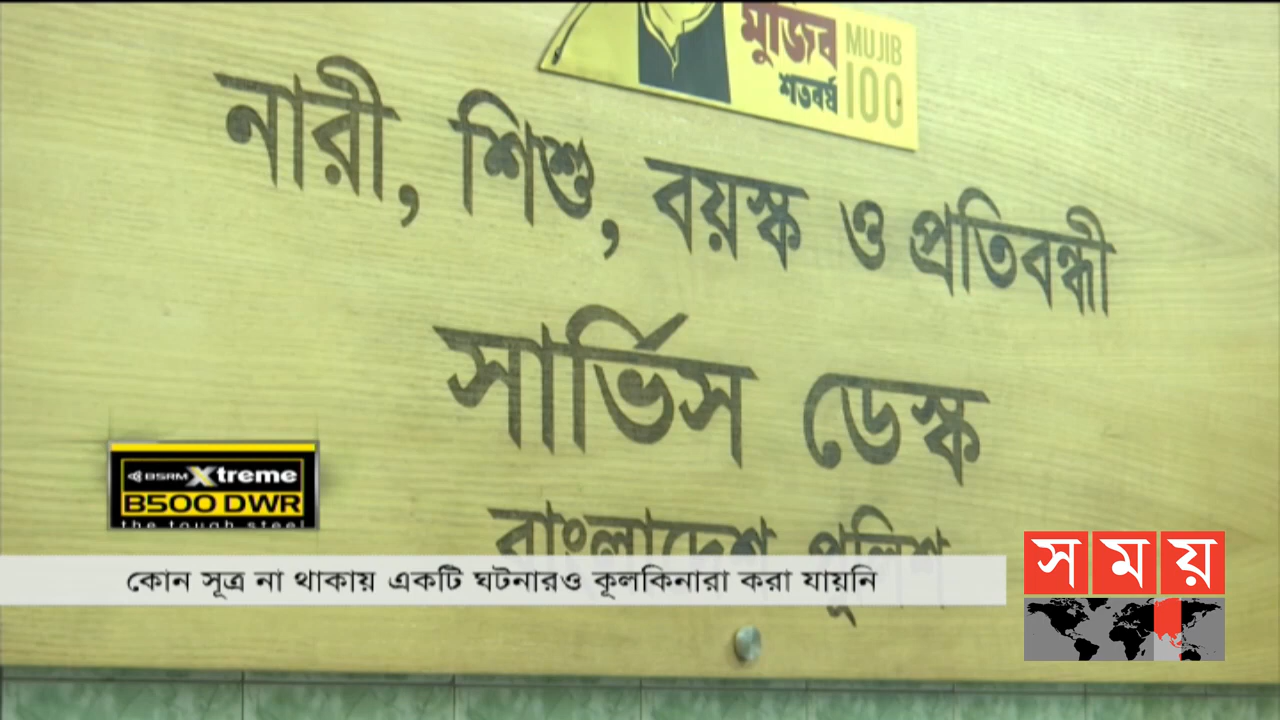 মুজিব MUJIB
শতবর্ষ 100
নারী, শিশু, বয়স্ক ও প্রতিবন্ধী
সার্ভিস ডেস্ক
বাংলাদেশ পুলিশ
BSRM Xtreme
B500 DWR
the tough steel
কোন সূত্র না থাকায় একটি ঘটনারও কূলকিনারা করা যায়নি
সময়